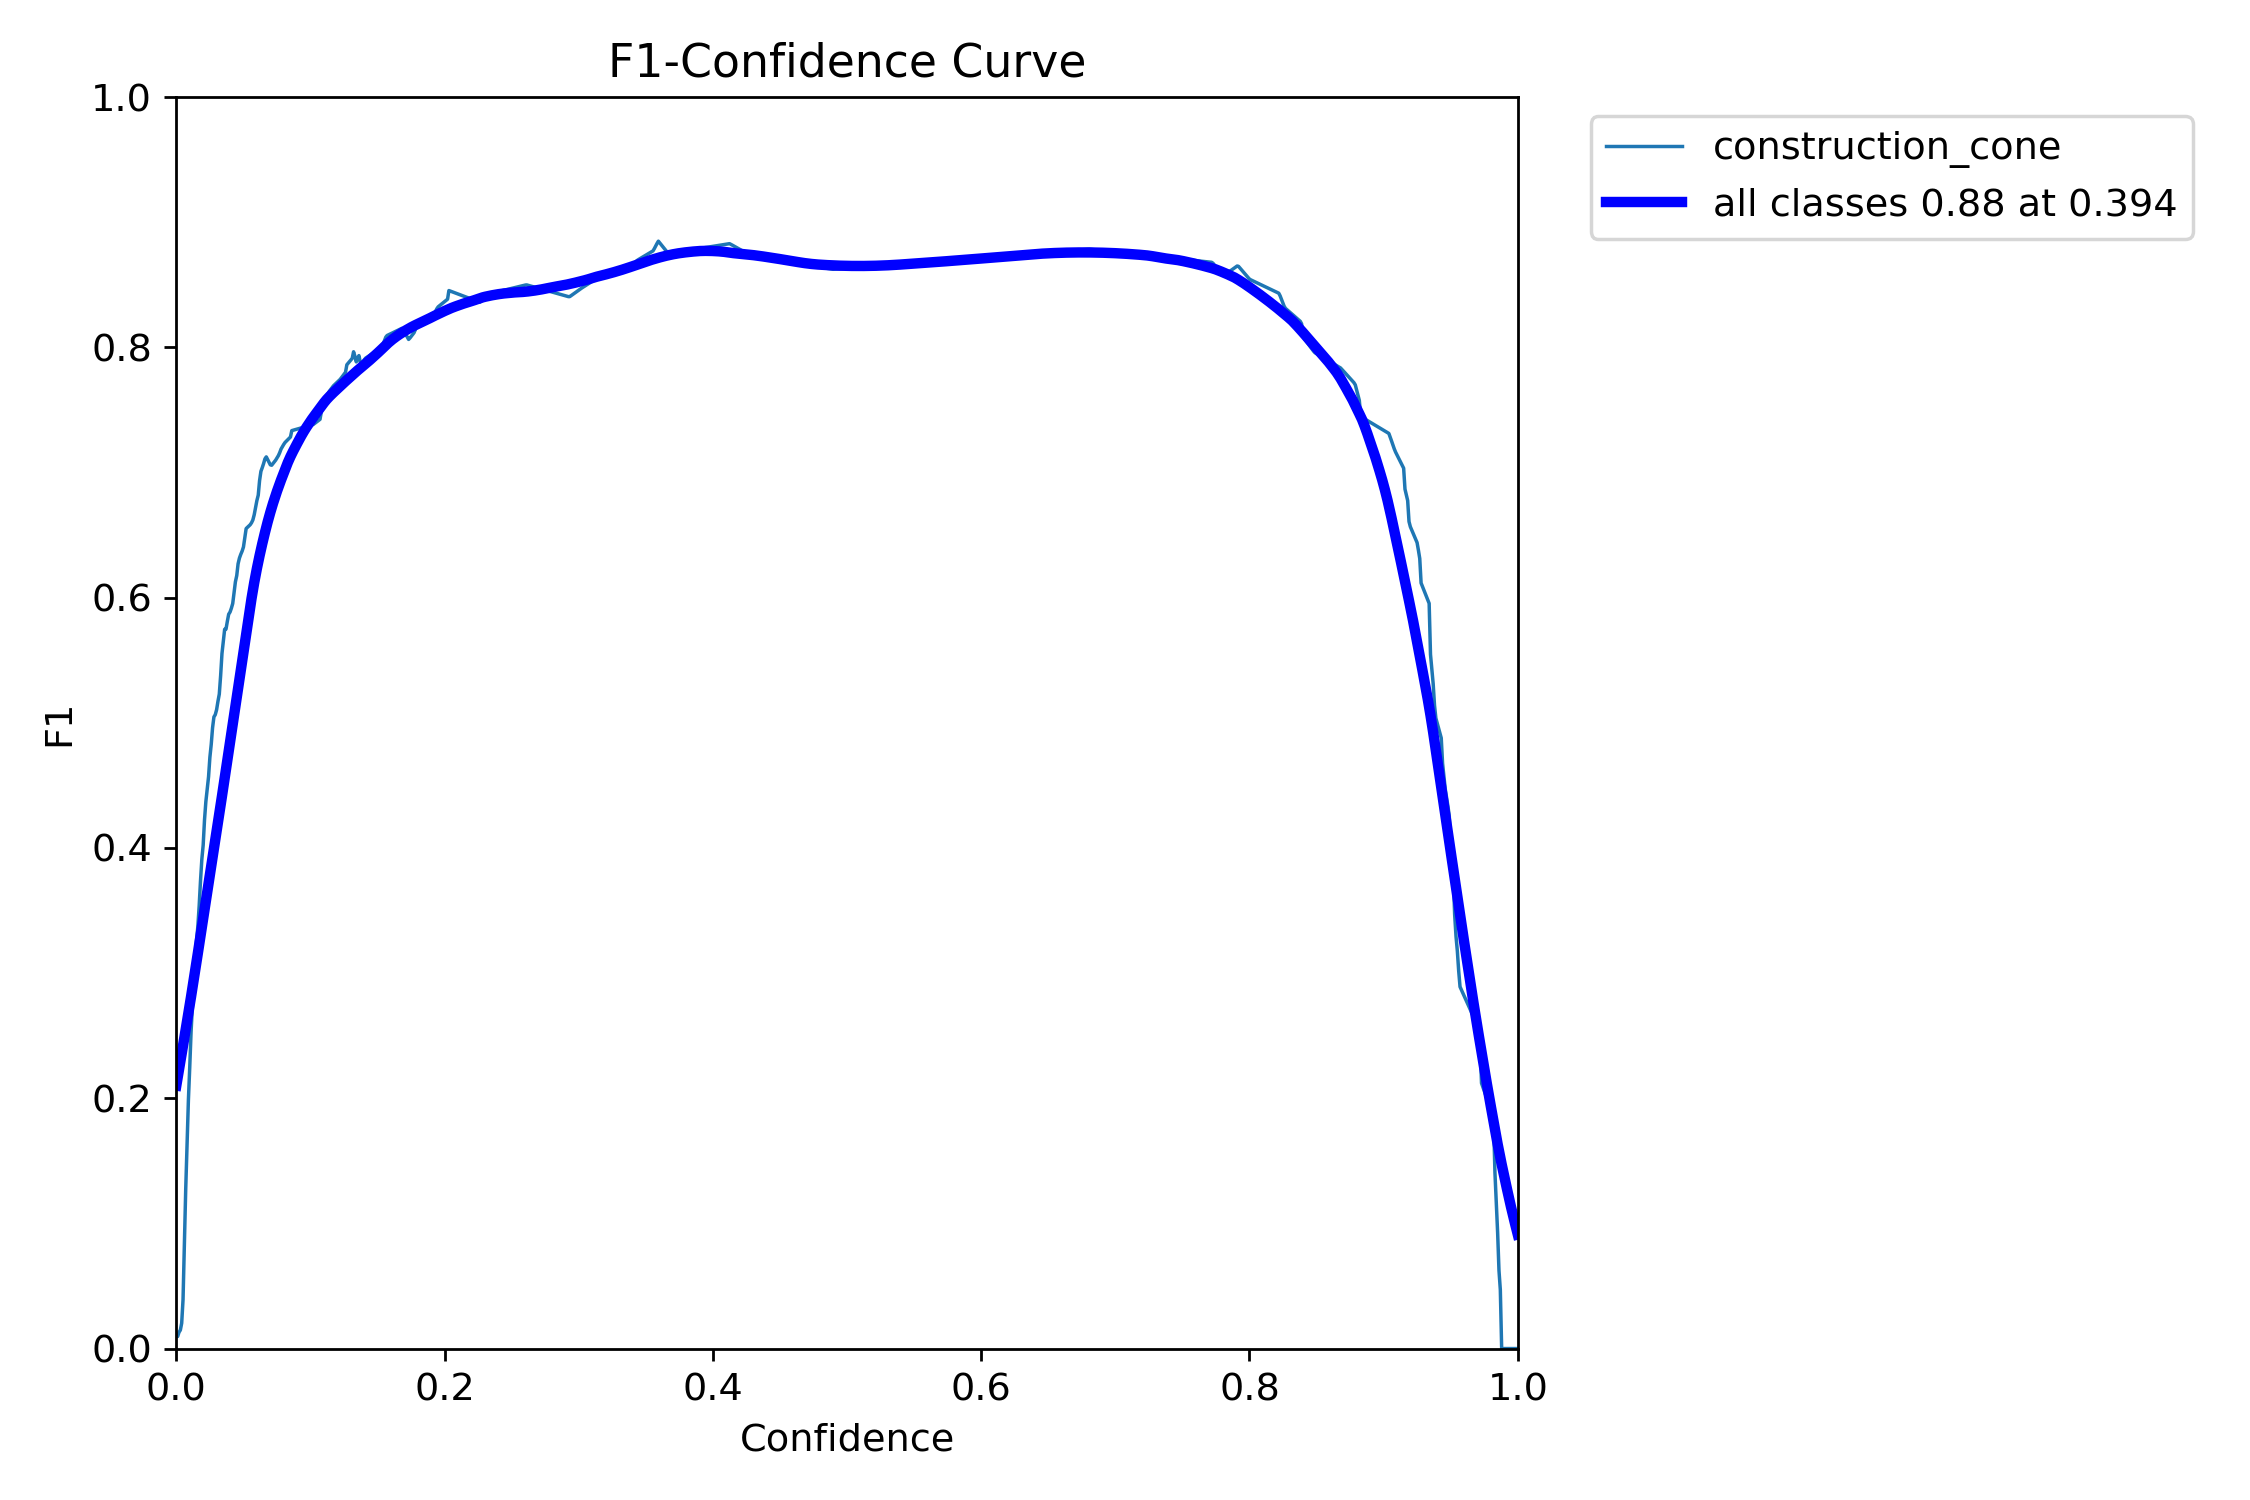 F1-Confidence Curve
construction_cone
all classes 0.88 at 0.394
1.0
0.8
0.6
0.4
0.2
0.0
F1
0.0 0.2 0.4 0.6 0.8 1.0
Confidence